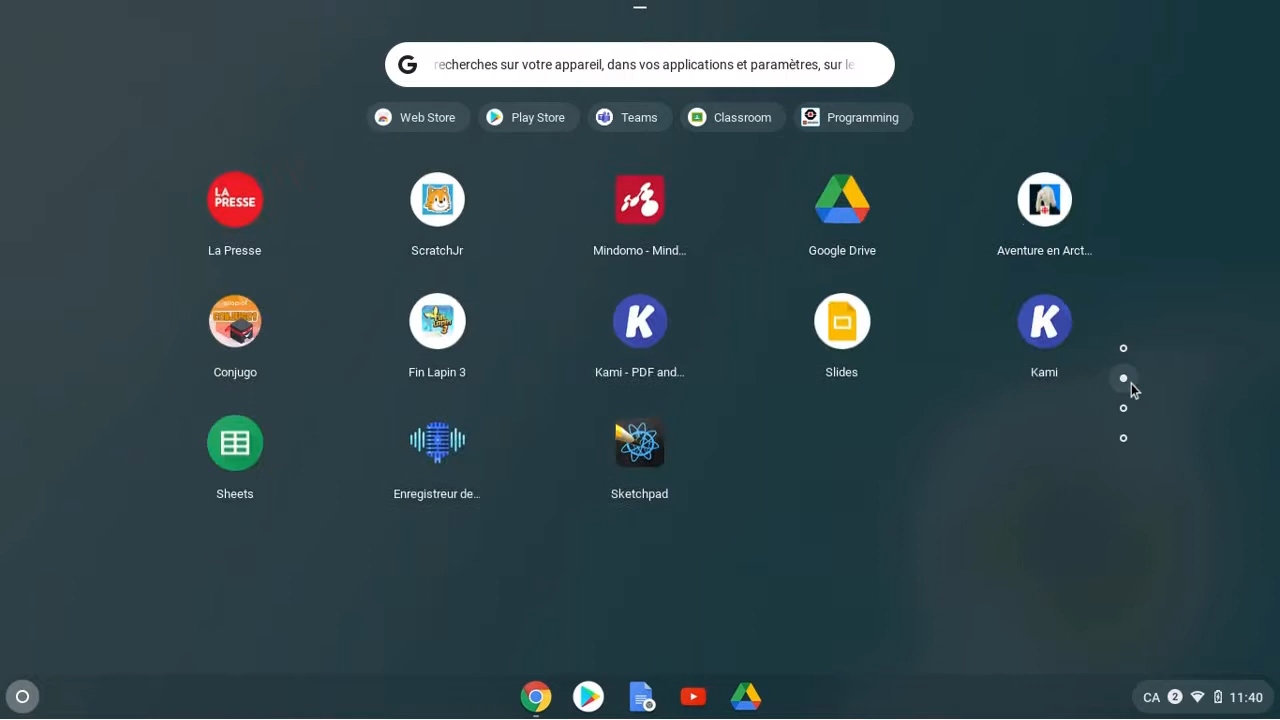 recherches sur votre appareil, dans vos applications et paramètres, sur le
Web Store Play Store Teams Classroom Programming
LA PRESSE
La Presse ScratchJr Mindomo - Mind... Google Drive Aventure en Arct...
Conjugo Fin Lapin 3 Kami - PDF and... Slides Kami
Sheets Enregistreur de... Sketchpad
CA 2 11:40